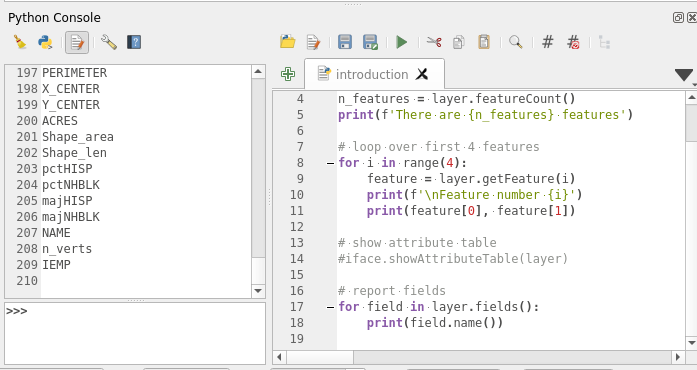 Python Console
introduction
197 PERIMETER
198 X_CENTER
199 Y_CENTER
200 ACRES
201 Shape_area
202 Shape_len
203 pctHISP
204 pctNHBLK
205 majHISP
206 majNHBLK
207 NAME
208 n_verts
209 IEMP
210
>>>
4 n_features = layer.featureCount()
5 print(f'There are {n_features} features')
6
7 # loop over first 4 features
8 for i in range(4):
9 feature = layer.getFeature(i)
10 print(f'\nFeature number {i}')
11 print(feature[0], feature[1])
12
13 # show attribute table
14 #iface.showAttributeTable(layer)
15
16 # report fields
17 for field in layer.fields():
18 print(field.name())
19